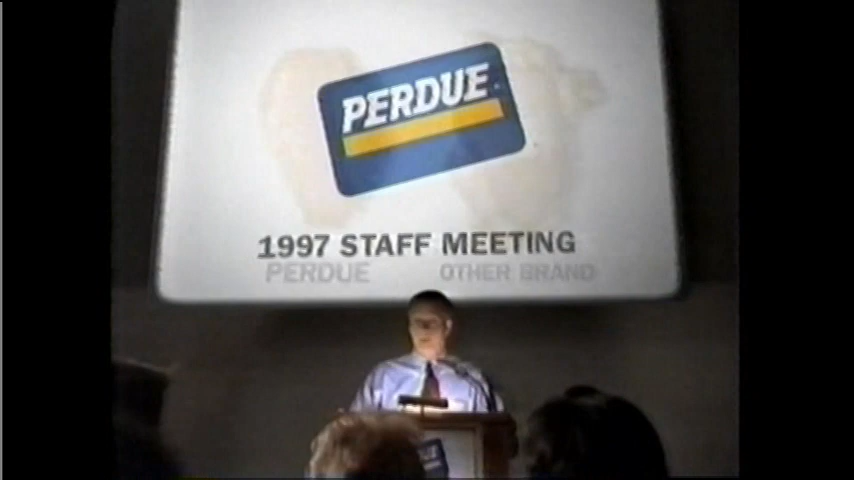 PERDUE
1997 STAFF MEETING
PERDUE OTHER BRAND